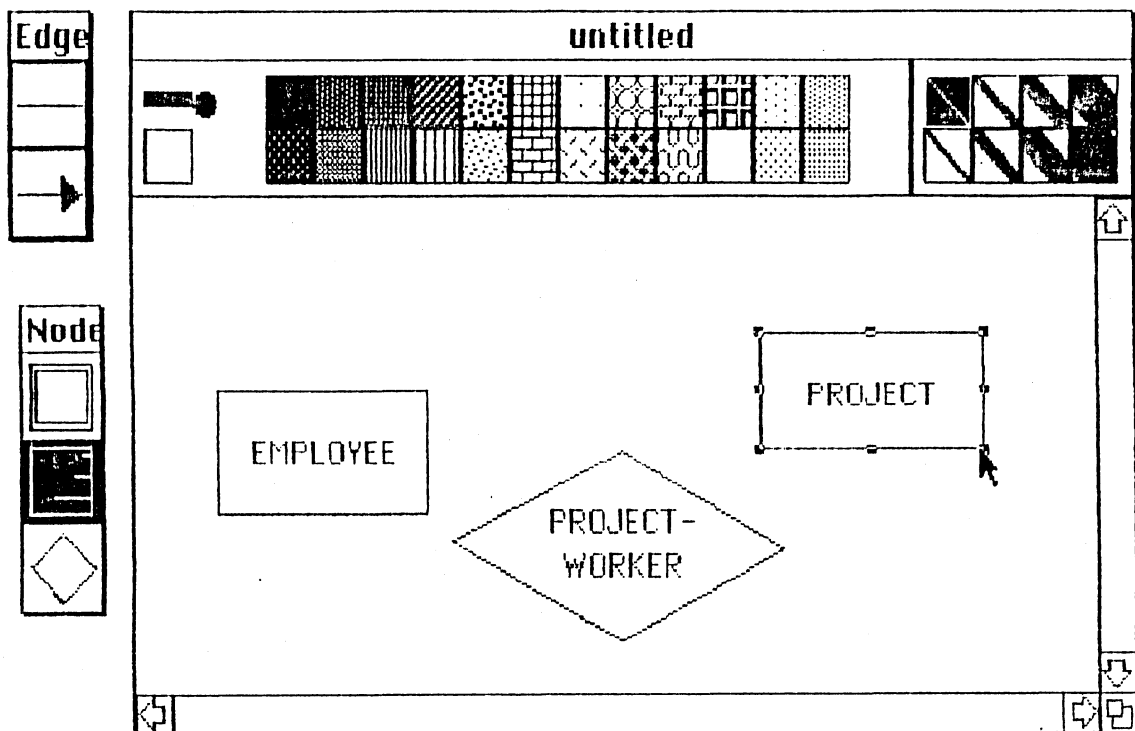 Edge
untitled
Node
EMPLOYEE
PROJECT
PROJECT-
WORKER